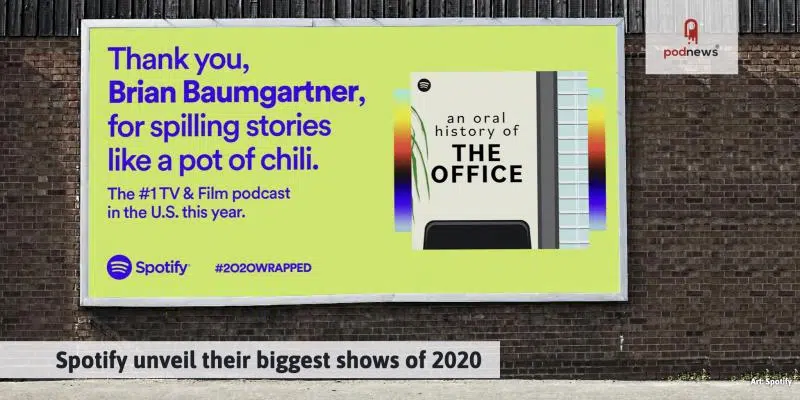 podnews
Thank you,
Brian Baumgartner,
for spilling stories
like a pot of chili.
The #1 TV & Film podcast
in the U.S. this year.
Spotify
#2020WRAPPED
an oral
history of
THE
OFFICE
Spotify unveil their biggest shows of 2020
Art: Spotify